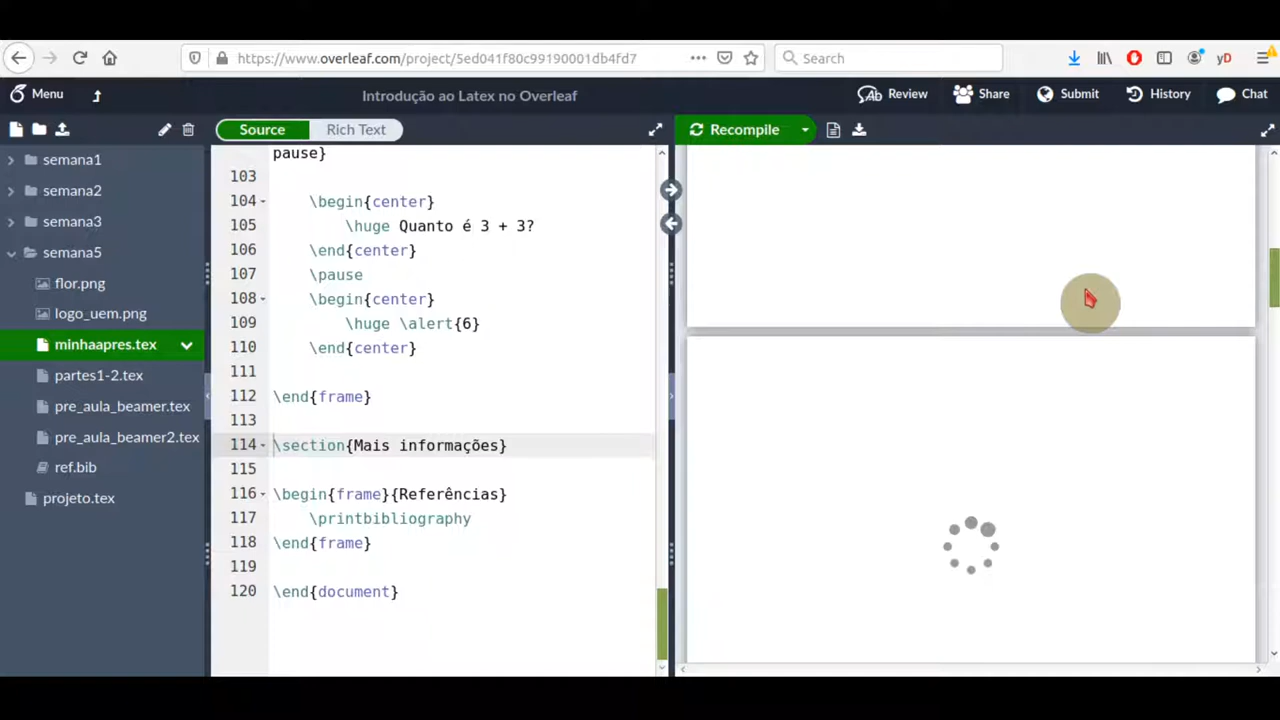 https://www.overleaf.com/project/5ed041f80c99190001db4fd7
Search
yD
Menu
Introdução ao Latex no Overleaf
Review
Share
Submit
History
Chat
Source
Rich Text
Recompile
semana1
semana2
semana3
semana5
flor.png
logo_uem.png
minhaapres.tex
partes1-2.tex
pre_aula_beamer.tex
pre_aula_beamer2.tex
ref.bib
projeto.tex
pause}
103
104 \begin{center}
105 \huge Quanto é 3 + 3?
106 \end{center}
107 \pause
108 \begin{center}
109 \huge \alert{6}
110 \end{center}
111
112 \end{frame}
113
114 \section{Mais informações}
115
116 \begin{frame}{Referências}
117 \printbibliography
118 \end{frame}
119
120 \end{document}